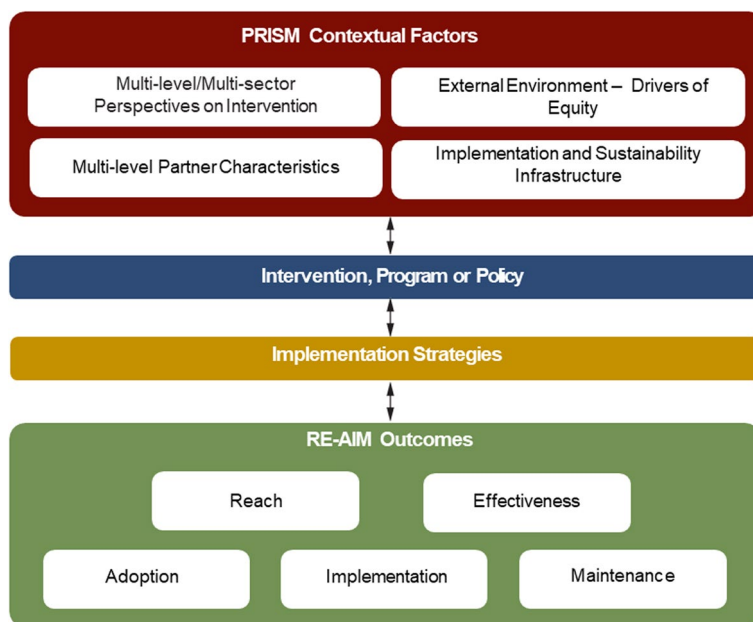 PRISM Contextual Factors
Multi-level/Multi-sector
Perspectives on Intervention
External Environment – Drivers of
Equity
Multi-level Partner Characteristics
Implementation and Sustainability
Infrastructure
Intervention, Program or Policy
Implementation Strategies
RE-AIM Outcomes
Reach
Effectiveness
Adoption
Implementation
Maintenance